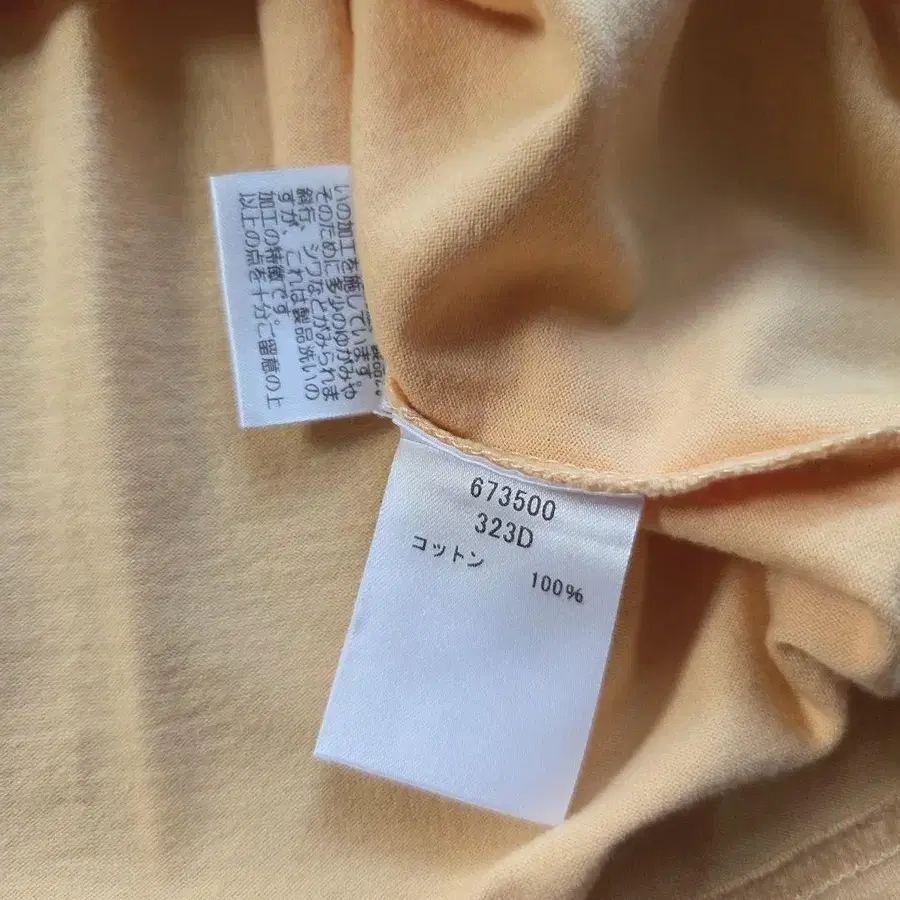 製品洗
いの加工を施しています。
そのために多少のゆがみや
斜行、シワなどがみられま
すが、これは製品洗いの
加工の特徴です。
以上の点を十分ご留意の上
673500
323D
コットン 100%